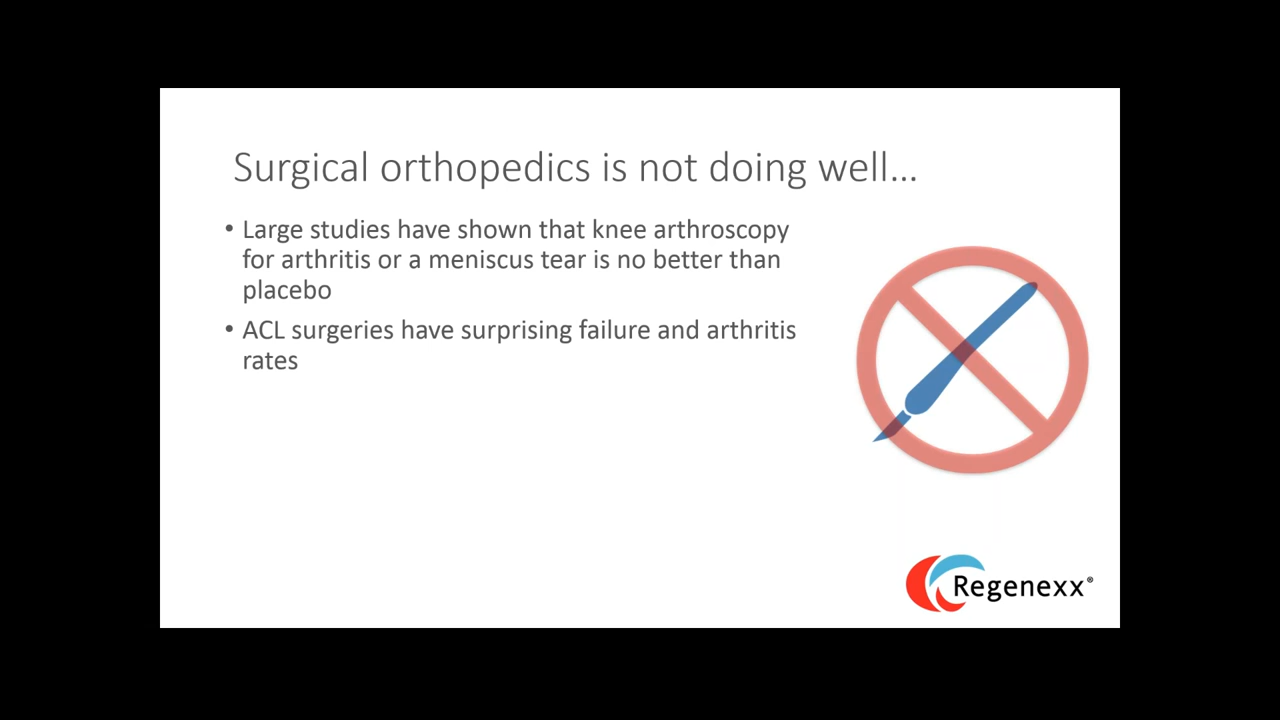 Surgical orthopedics is not doing well...
• Large studies have shown that knee arthroscopy
for arthritis or a meniscus tear is no better than
placebo
• ACL surgeries have surprising failure and arthritis
rates
Regenexx®